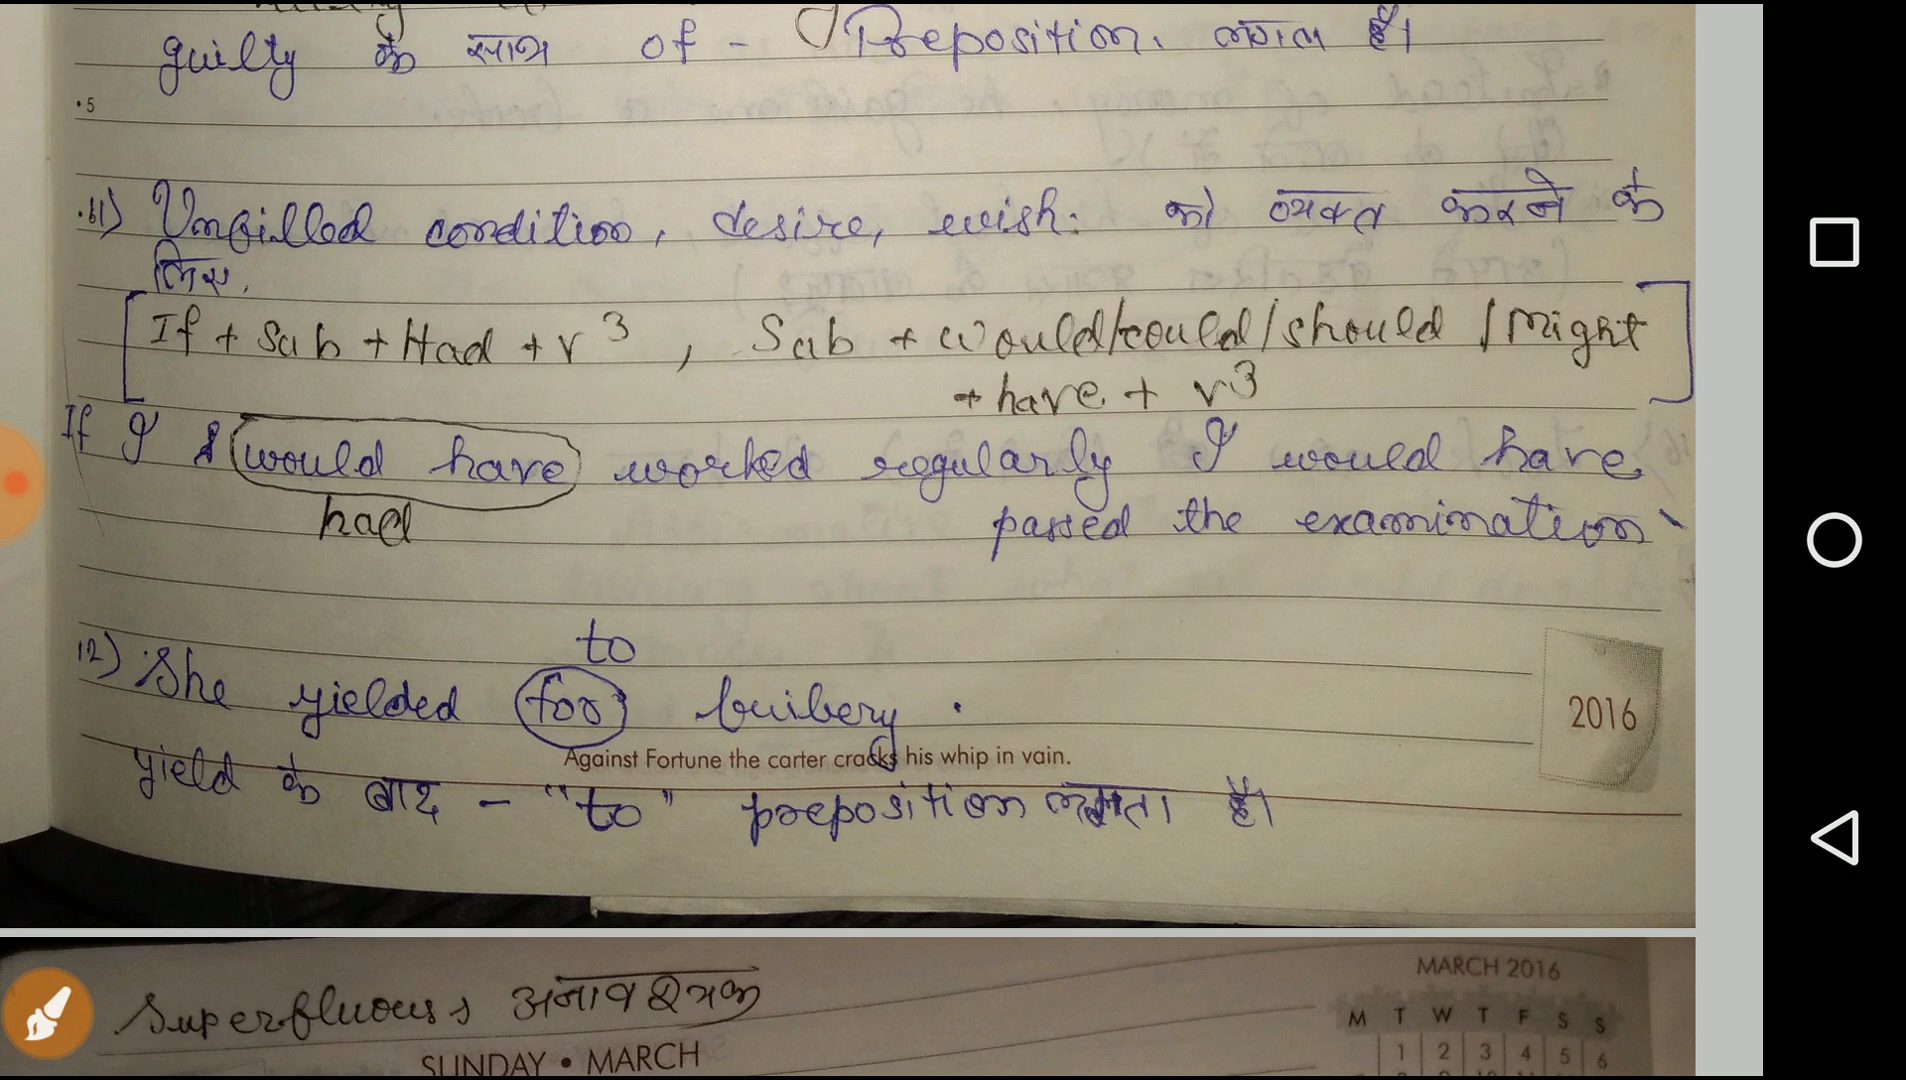 guilty के साथ of - Preposition. लगता है।
.5
11) Unfilled condition, desire, wish: को व्यक्त करने के
लिए.
[If + Sub + Had + v3, Sub + would/could/should/might
+ have + v3]
If I would have worked regularly I would have
had
passed the examination
to
12) She yielded for buibery.
Against Fortune the carter cracks his whip in vain.
2016
yield के बाद - "to" preposition लगता है।
MARCH 2016
Superfluous अनावश्यक
M T W T F S S
SUNDAY • MARCH
1 2 3 4 5 6